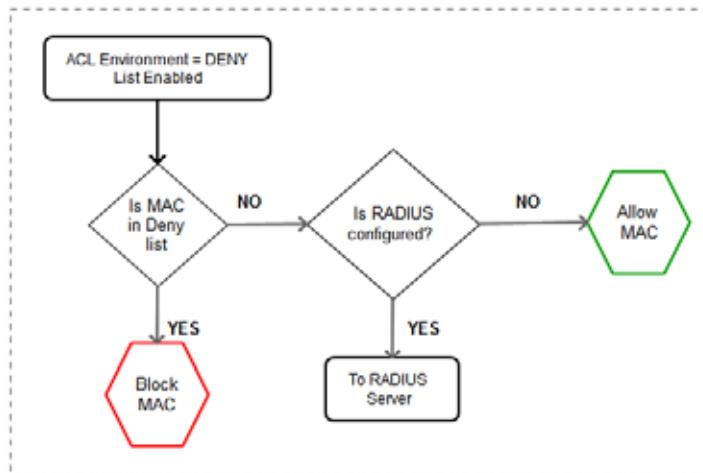 ACL Environment = DENY
List Enabled
Is MAC
in Deny
list
NO
Is RADIUS
configured?
NO
Allow
MAC
YES
YES
Block
MAC
To RADIUS
Server